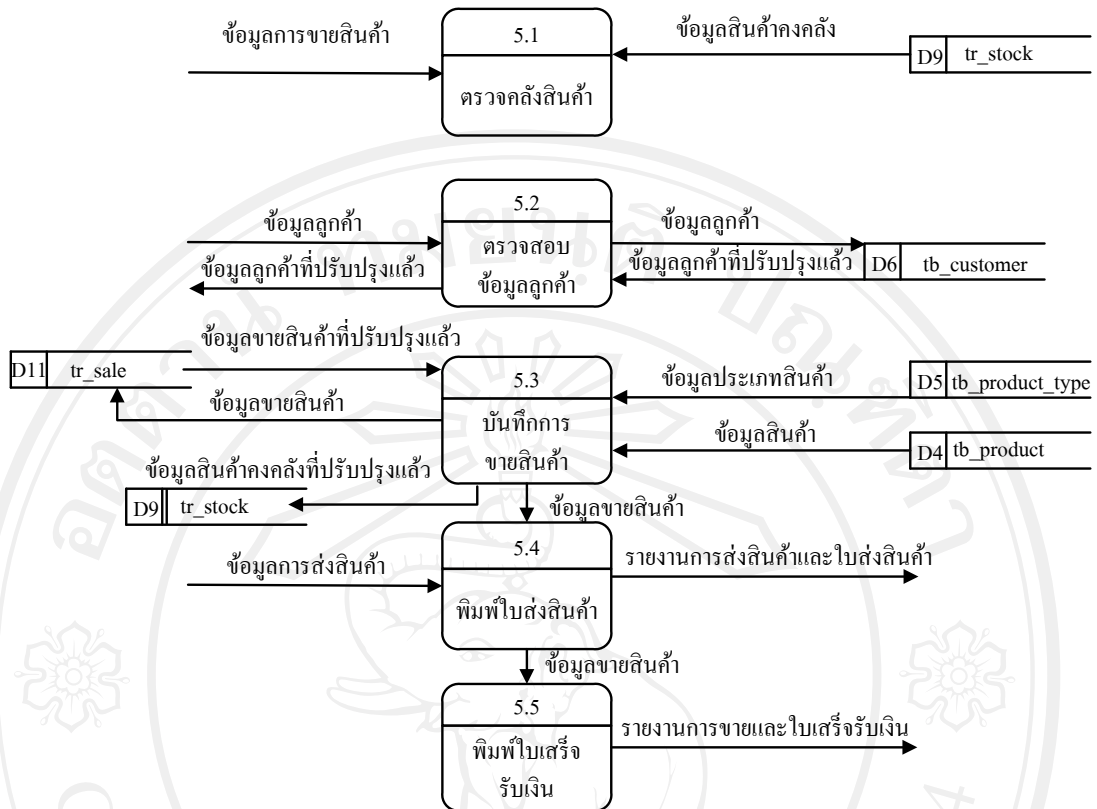 ข้อมูลการขายสินค้า
5.1
ข้อมูลสินค้าคงคลัง
D9 tr_stock
ตรวจคลังสินค้า
5.2
ข้อมูลลูกค้า
ข้อมูลลูกค้า
ตรวจสอบ
ข้อมูลลูกค้าที่ปรับปรุงแล้ว
ข้อมูลลูกค้าที่ปรับปรุงแล้ว
D6 tb_customer
ข้อมูลลูกค้า
ข้อมูลขายสินค้าที่ปรับปรุงแล้ว
D11 tr_sale
5.3
ข้อมูลประเภทสินค้า
D5 tb_product_type
ข้อมูลขายสินค้า
บันทึกการ
ข้อมูลสินค้า
D4 tb_product
ขายสินค้า
ข้อมูลสินค้าคงคลังที่ปรับปรุงแล้ว
D9 tr_stock
ข้อมูลขายสินค้า
5.4
ข้อมูลการส่งสินค้า
รายงานการส่งสินค้าและใบส่งสินค้า
พิมพ์ใบส่งสินค้า
ข้อมูลขายสินค้า
5.5
รายงานการขายและใบเสร็จรับเงิน
พิมพ์ใบเสร็จ
รับเงิน